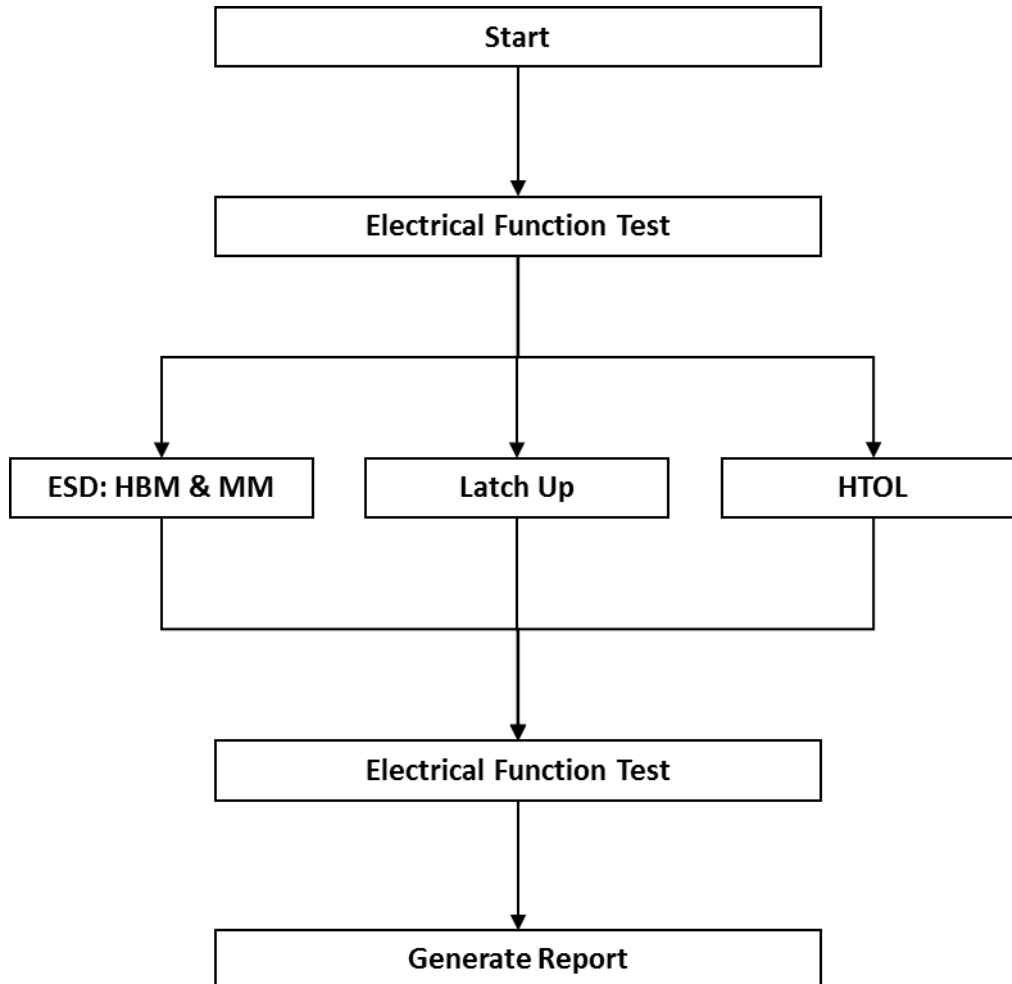 Start
Electrical Function Test
ESD: HBM & MM
Latch Up
HTOL
Electrical Function Test
Generate Report